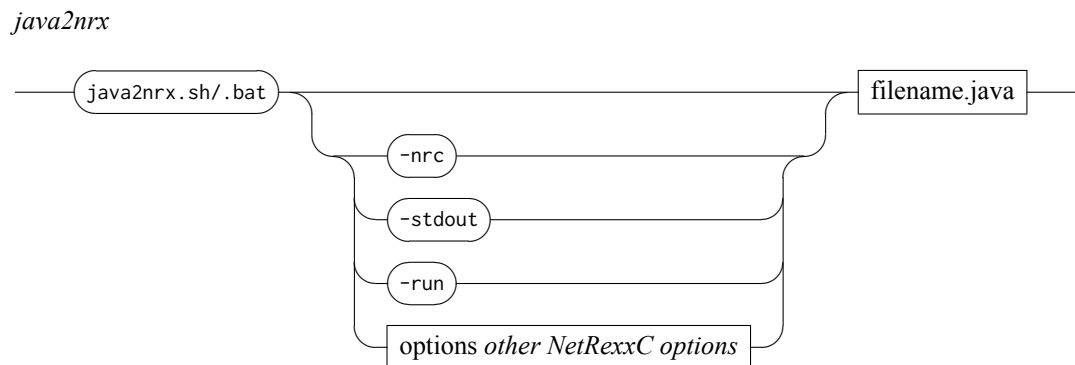 java2nrx
java2nrx.sh/.bat filename.java
-nrc
-stdout
-run
options other NetRexxC options